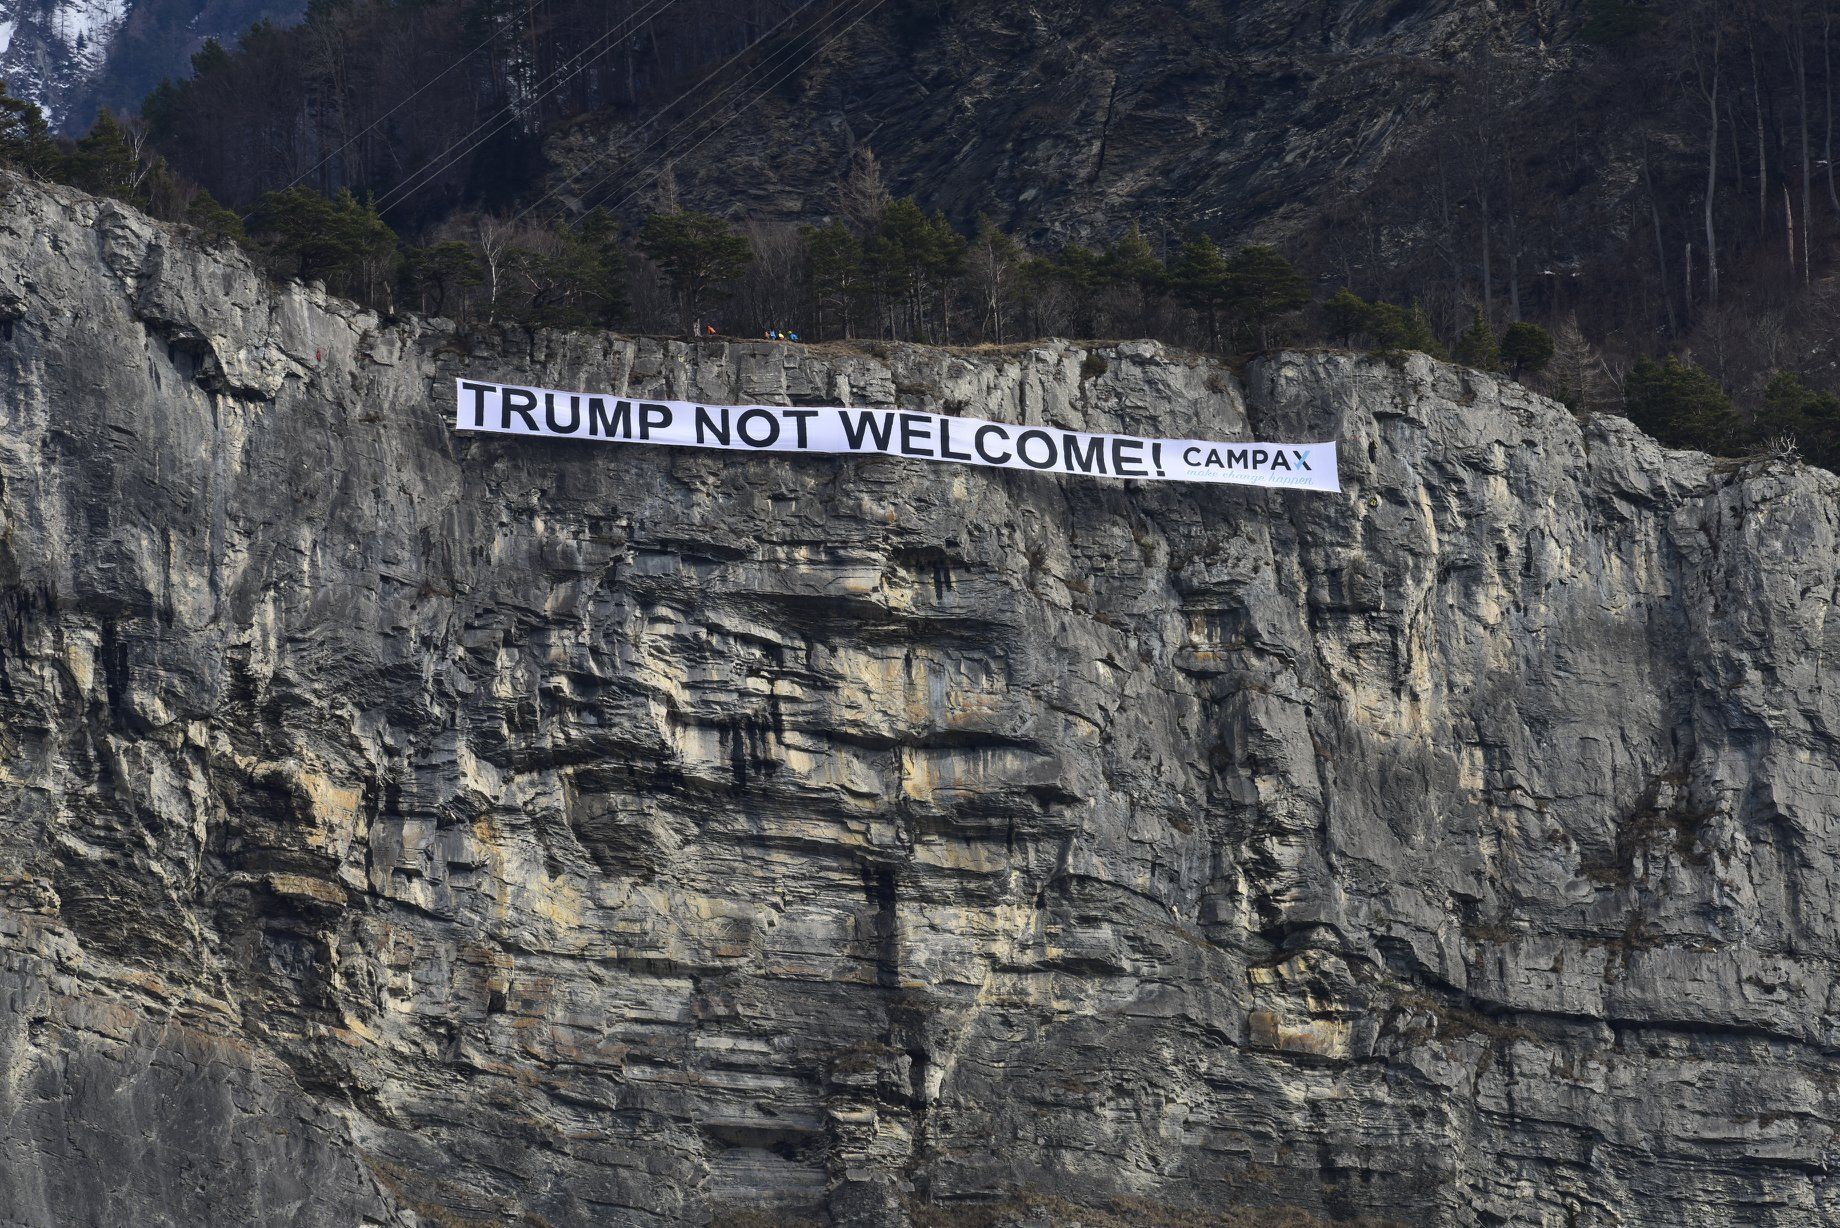 TRUMP NOT WELCOME! CAMPAX
make change happen